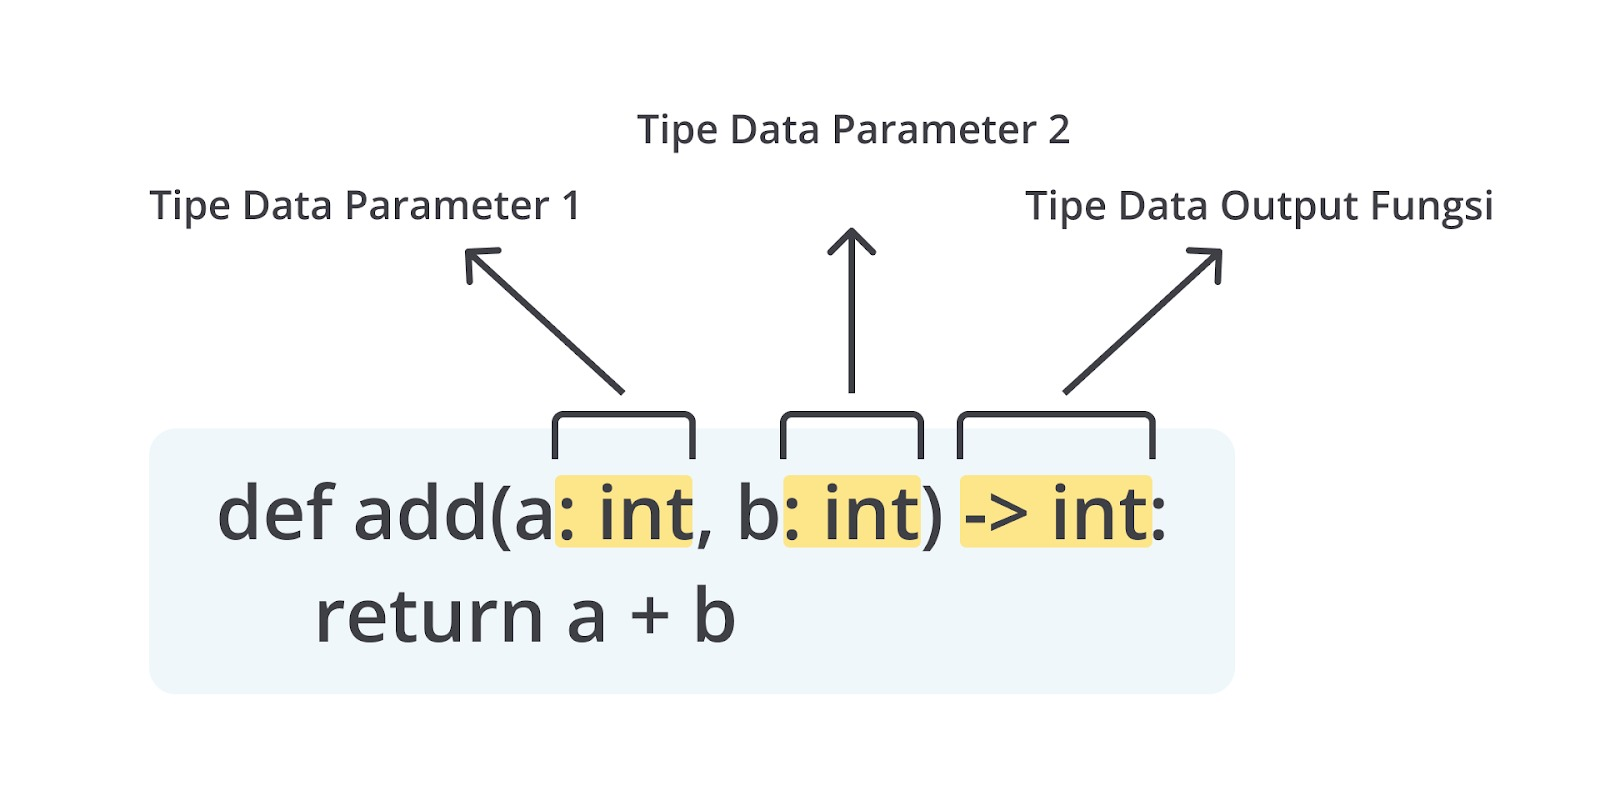 Tipe Data Parameter 2
Tipe Data Parameter 1
Tipe Data Output Fungsi
def add(a: int, b: int) -> int:
return a + b